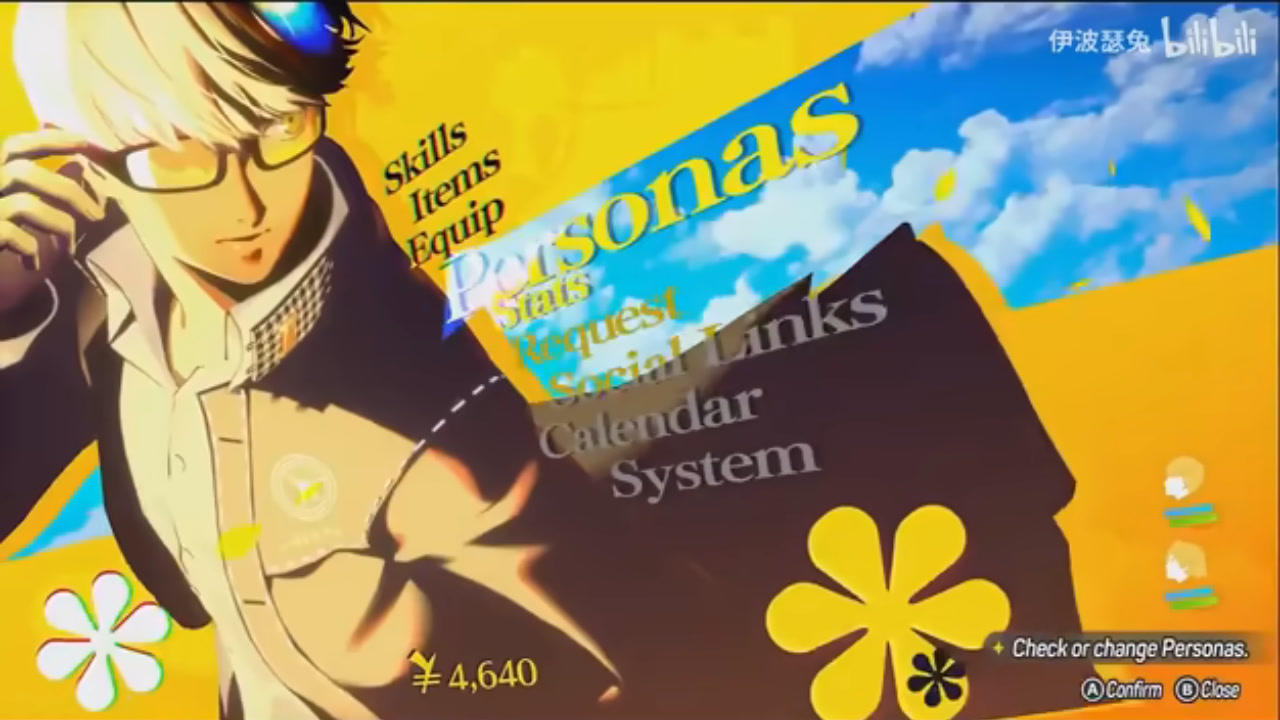 伊波瑟兔 bilibili
Skills
Items
Equip
Personas
Stats
Request
Social Links
Calendar
System
¥4,640
Check or change Personas.
A Confirm B Close